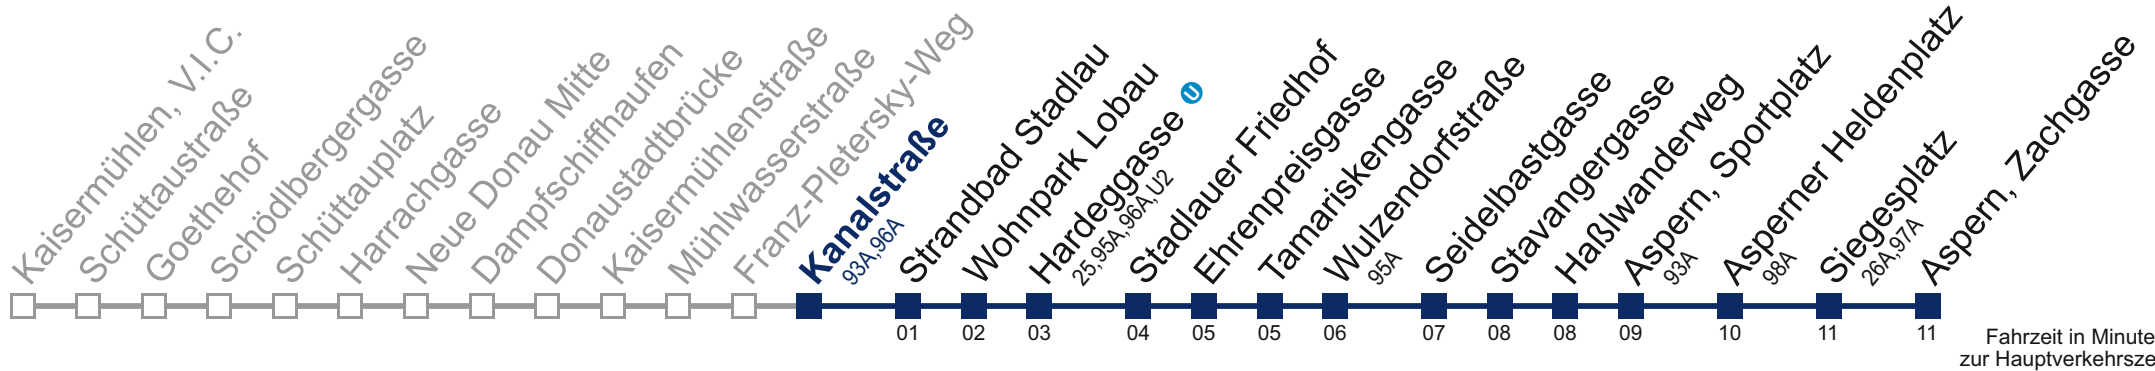 Kaisermühlen, V.I.C.
Schüttaustraße
Goethehof
Schödlbergergasse
Schüttauplatz
Harrachgasse
Neue Donau Mitte
Dampfschiffhaufen
Donaustadtbrücke
Kaisermühlenstraße
Mühlwasserstraße
Franz-Pletersky-Weg
Kanalstraße
93A,96A
Strandbad Stadlau
Wohnpark Lobau
Hardeggasse U
25,95A,96A,U2
Stadlauer Friedhof
Ehrenpreisgasse
Tamariskengasse
Wulzendorfstraße
95A
Seidelbastgasse
Stavangergasse
Haßlwanderweg
Aspern, Sportplatz
93A
Asperner Heldenplatz
98A
Siegesplatz
26A,97A
Aspern, Zachgasse
01 02 03 04 05 05 06 07 08 08 09 10 11 11
Fahrzeit in Minute
zur Hauptverkehrsze